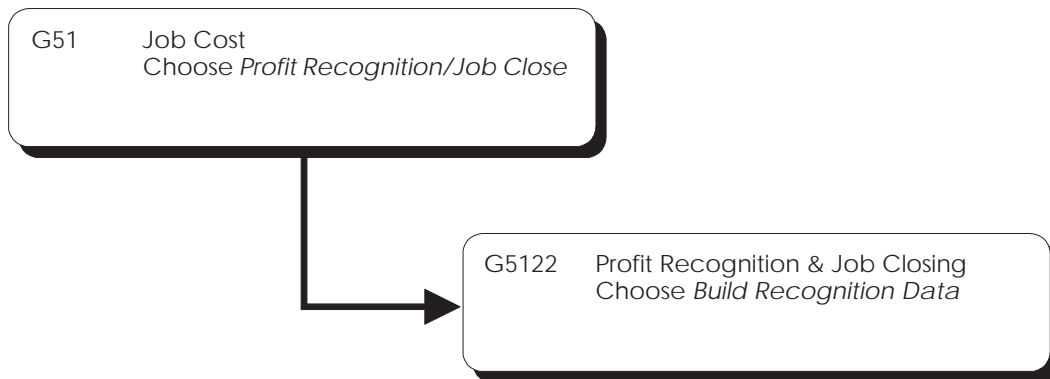 G51 Job Cost
Choose Profit Recognition/Job Close
G5122 Profit Recognition & Job Closing
Choose Build Recognition Data